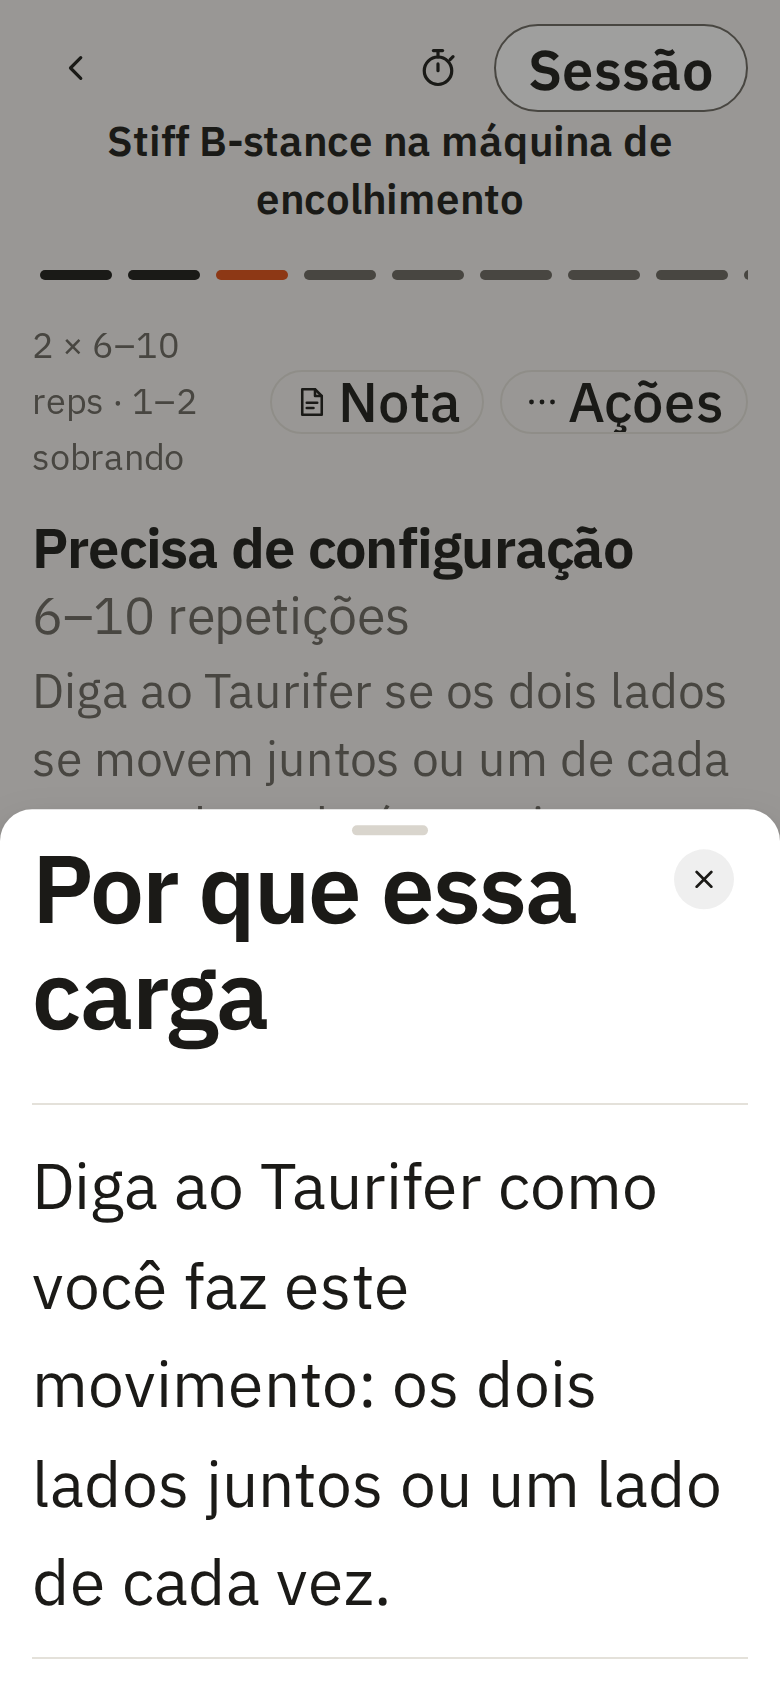 Sessão
Stiff B-stance na máquina de
encolhimento
2 × 6–10
reps · 1–2
sobrando
Nota
Ações
Precisa de configuração
6–10 repetições
Diga ao Taurifer se os dois lados
se movem juntos ou um de cada
Por que essa
carga
Diga ao Taurifer como
você faz este
movimento: os dois
lados juntos ou um lado
de cada vez.